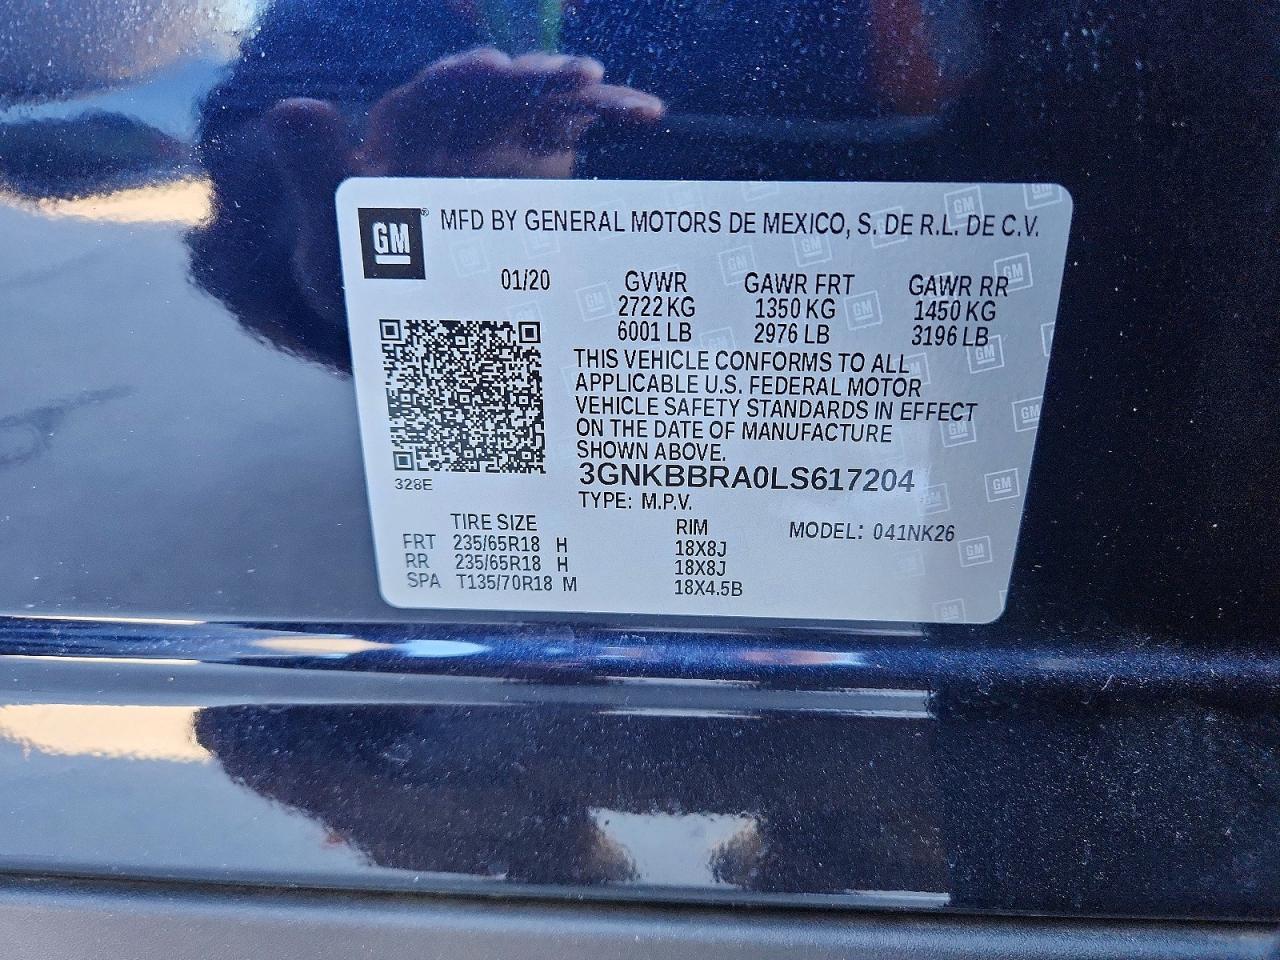 GM® MFD BY GENERAL MOTORS DE MEXICO, S. DE R.L. DE C.V.
01/20 GVWR GAWR FRT GAWR RR
2722 KG 1350 KG 1450 KG
6001 LB 2976 LB 3196 LB
THIS VEHICLE CONFORMS TO ALL
APPLICABLE U.S. FEDERAL MOTOR
VEHICLE SAFETY STANDARDS IN EFFECT
ON THE DATE OF MANUFACTURE
SHOWN ABOVE.
3GNKBBRA0LS617204
328E
TYPE: M.P.V.
TIRE SIZE RIM MODEL: 041NK26
FRT 235/65R18 H 18X8J
RR 235/65R18 H 18X8J
SPA T135/70R18 M 18X4.5B